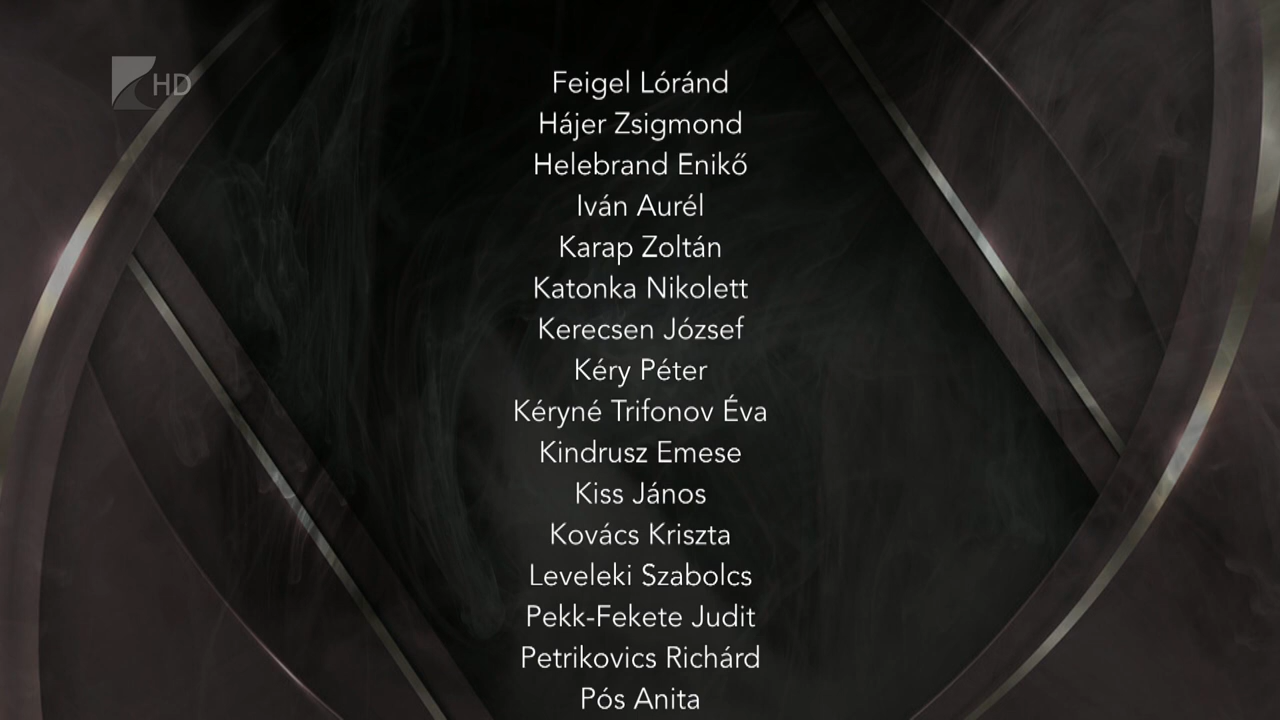 HD
Feigel Lóránd
Hájer Zsigmond
Helebrand Enikő
Iván Aurél
Karap Zoltán
Katonka Nikolett
Kerecsen József
Kéry Péter
Kéryné Trifonov Éva
Kindrusz Emese
Kiss János
Kovács Kriszta
Leveleki Szabolcs
Pekk-Fekete Judit
Petrikovics Richárd
Pós Anita